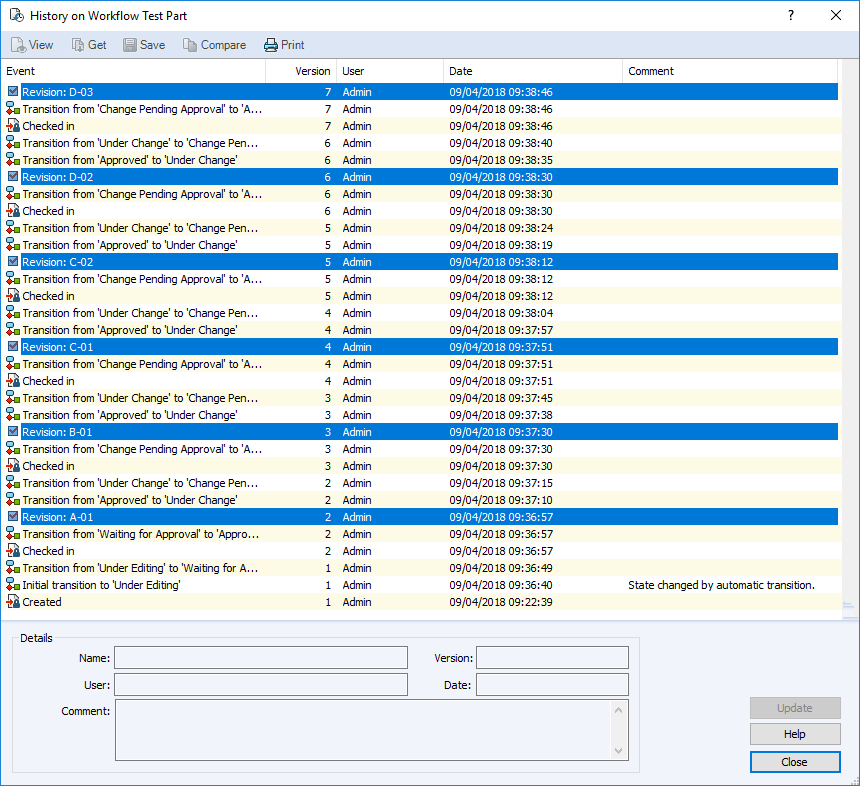 History on Workflow Test Part ?
View Get Save Compare Print
Event Version User Date Comment
Revision: D-03 7 Admin 09/04/2018 09:38:46
Transition from 'Change Pending Approval' to 'A... 7 Admin 09/04/2018 09:38:46
Checked in 7 Admin 09/04/2018 09:38:46
Transition from 'Under Change' to 'Change Pen... 6 Admin 09/04/2018 09:38:40
Transition from 'Approved' to 'Under Change' 6 Admin 09/04/2018 09:38:35
Revision: D-02 6 Admin 09/04/2018 09:38:30
Transition from 'Change Pending Approval' to 'A... 6 Admin 09/04/2018 09:38:30
Checked in 6 Admin 09/04/2018 09:38:30
Transition from 'Under Change' to 'Change Pen... 5 Admin 09/04/2018 09:38:24
Transition from 'Approved' to 'Under Change' 5 Admin 09/04/2018 09:38:19
Revision: C-02 5 Admin 09/04/2018 09:38:12
Transition from 'Change Pending Approval' to 'A... 5 Admin 09/04/2018 09:38:12
Checked in 5 Admin 09/04/2018 09:38:12
Transition from 'Under Change' to 'Change Pen... 4 Admin 09/04/2018 09:38:04
Transition from 'Approved' to 'Under Change' 4 Admin 09/04/2018 09:37:57
Revision: C-01 4 Admin 09/04/2018 09:37:51
Transition from 'Change Pending Approval' to 'A... 4 Admin 09/04/2018 09:37:51
Checked in 4 Admin 09/04/2018 09:37:51
Transition from 'Under Change' to 'Change Pen... 3 Admin 09/04/2018 09:37:45
Transition from 'Approved' to 'Under Change' 3 Admin 09/04/2018 09:37:38
Revision: B-01 3 Admin 09/04/2018 09:37:30
Transition from 'Change Pending Approval' to 'A... 3 Admin 09/04/2018 09:37:30
Checked in 3 Admin 09/04/2018 09:37:30
Transition from 'Under Change' to 'Change Pen... 2 Admin 09/04/2018 09:37:15
Transition from 'Approved' to 'Under Change' 2 Admin 09/04/2018 09:37:10
Revision: A-01 2 Admin 09/04/2018 09:36:57
Transition from 'Waiting for Approval' to 'Appro... 2 Admin 09/04/2018 09:36:57
Checked in 2 Admin 09/04/2018 09:36:57
Transition from 'Under Editing' to 'Waiting for A... 1 Admin 09/04/2018 09:36:49
Initial transition to 'Under Editing' 1 Admin 09/04/2018 09:36:40 State changed by automatic transition.
Created 1 Admin 09/04/2018 09:22:39
Details
Name: Version:
User: Date:
Comment:
Update
Help
Close